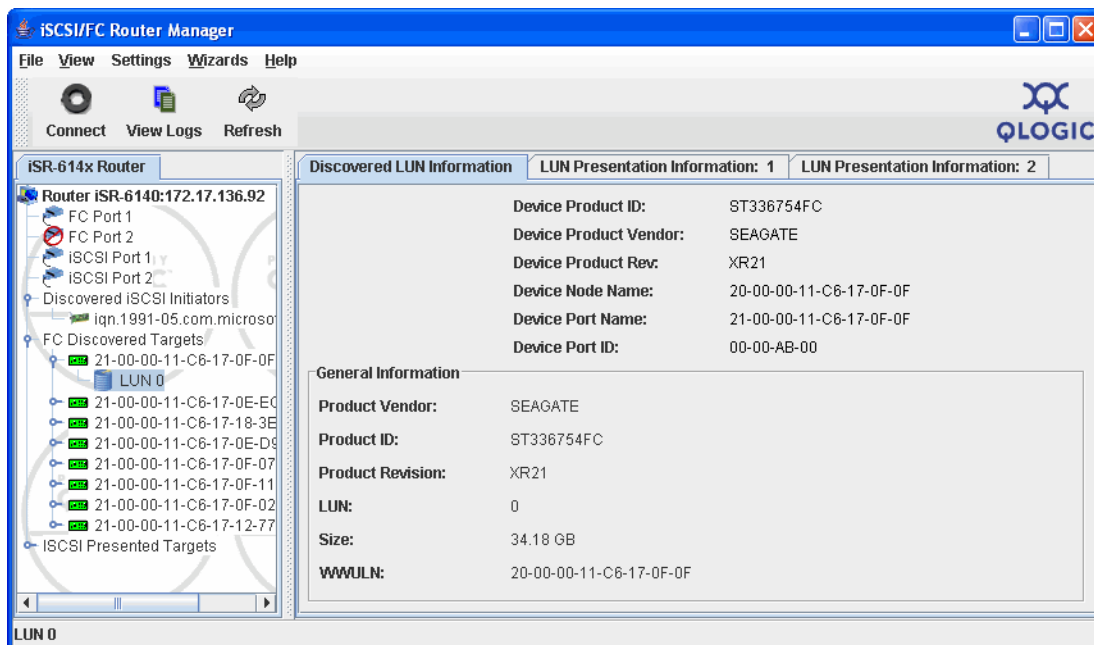 iSCSI/FC Router Manager
File View Settings Wizards Help
Connect View Logs Refresh
QLOGIC
iSR-614x Router
Router iSR-6140:172.17.136.92
FC Port 1
FC Port 2
iSCSI Port 1
iSCSI Port 2
Discovered iSCSI Initiators
iqn.1991-05.com.microso
FC Discovered Targets
21-00-00-11-C6-17-0F-0F
LUN 0
21-00-00-11-C6-17-0E-EC
21-00-00-11-C6-17-18-3E
21-00-00-11-C6-17-0E-D9
21-00-00-11-C6-17-0F-07
21-00-00-11-C6-17-0F-11
21-00-00-11-C6-17-0F-02
21-00-00-11-C6-17-12-77
ISCSI Presented Targets
Discovered LUN Information LUN Presentation Information: 1 LUN Presentation Information: 2
Device Product ID: ST336754FC
Device Product Vendor: SEAGATE
Device Product Rev: XR21
Device Node Name: 20-00-00-11-C6-17-0F-0F
Device Port Name: 21-00-00-11-C6-17-0F-0F
Device Port ID: 00-00-AB-00
General Information
Product Vendor: SEAGATE
Product ID: ST336754FC
Product Revision: XR21
LUN: 0
Size: 34.18 GB
WWULN: 20-00-00-11-C6-17-0F-0F
LUN 0